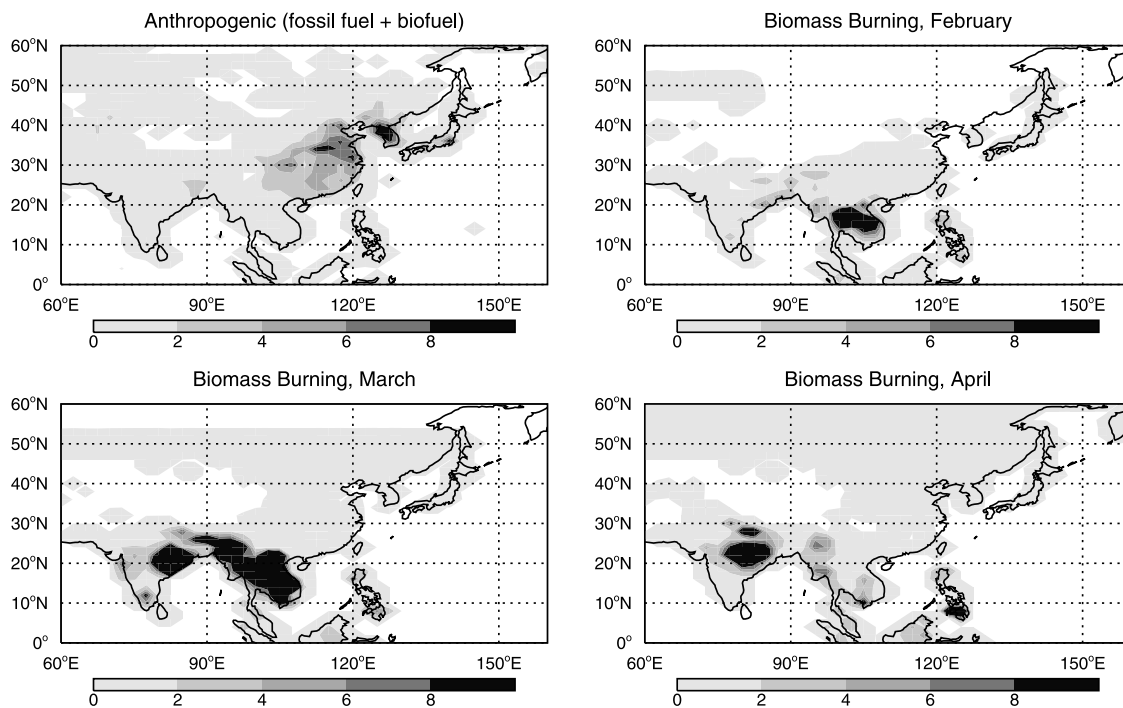 Anthropogenic (fossil fuel + biofuel)
60°N
50°N
40°N
30°N
20°N
10°N
0°
60°E 90°E 120°E 150°E
0 2 4 6 8
Biomass Burning, February
60°N
50°N
40°N
30°N
20°N
10°N
0°
60°E 90°E 120°E 150°E
0 2 4 6 8
Biomass Burning, March
60°N
50°N
40°N
30°N
20°N
10°N
0°
60°E 90°E 120°E 150°E
0 2 4 6 8
Biomass Burning, April
60°N
50°N
40°N
30°N
20°N
10°N
0°
60°E 90°E 120°E 150°E
0 2 4 6 8